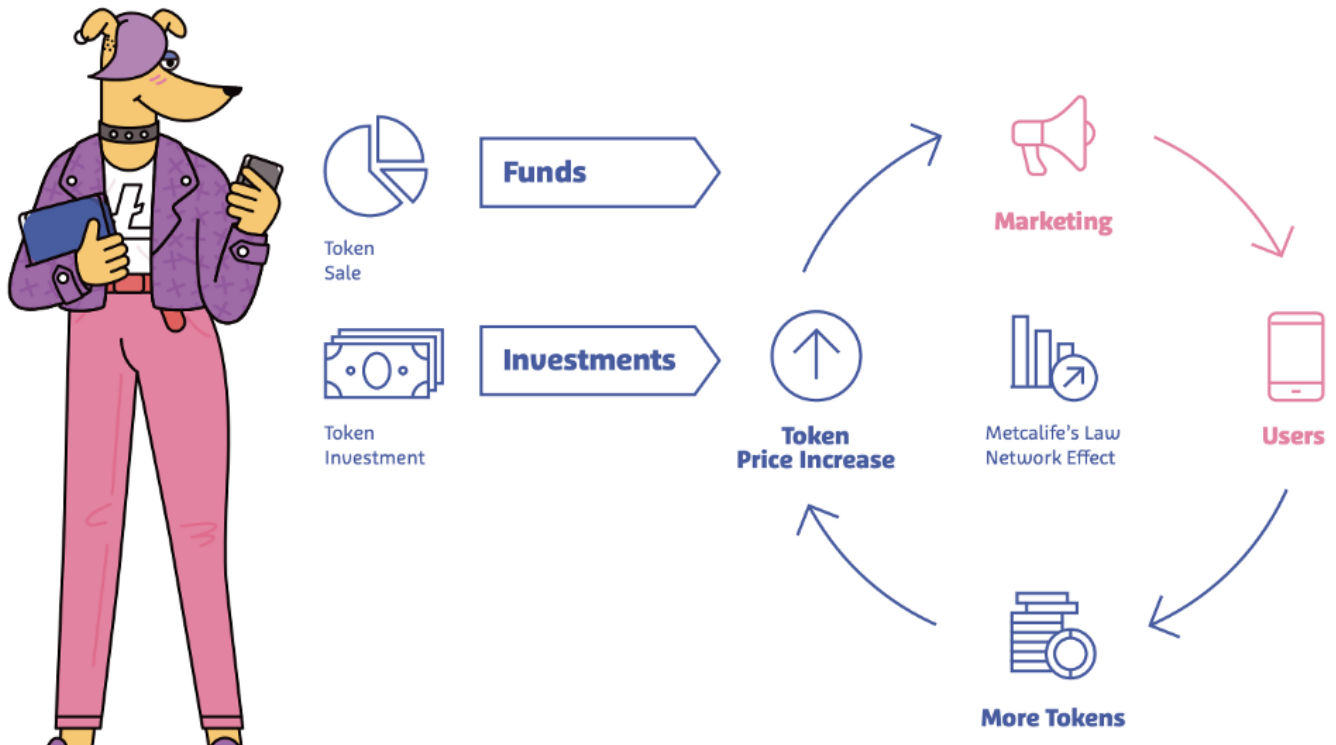 Funds
Token
Sale
Investments
Token
Investment
Marketing
Token
Price Increase
Metcalife's Law
Network Effect
Users
More Tokens